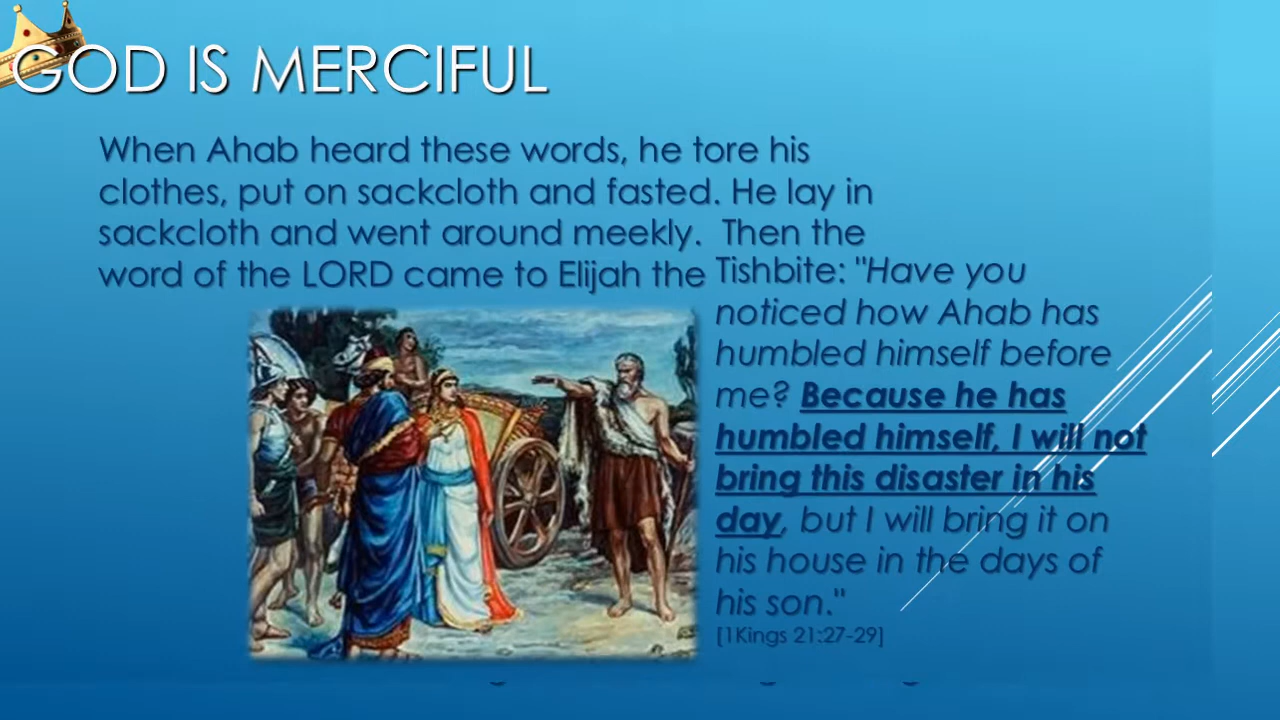 GOD IS MERCIFUL
When Ahab heard these words, he tore his
clothes, put on sackcloth and fasted. He lay in
sackcloth and went around meekly.  Then the
word of the LORD came to Elijah the
Tishbite: "Have you
noticed how Ahab has
humbled himself before
me? Because he has
humbled himself, I will not
bring this disaster in his
day, but I will bring it on
his house in the days of
his son."
[1Kings 21:27-29]